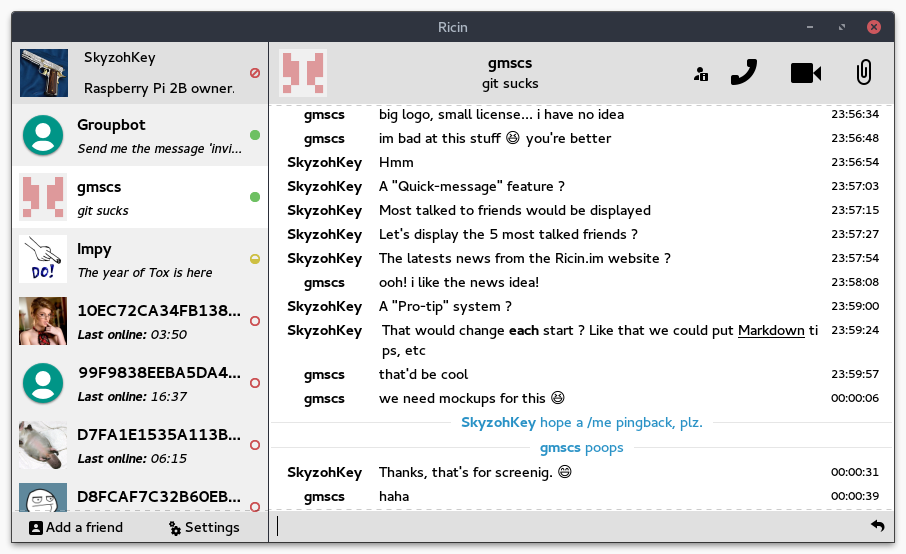 Ricin
SkyzohKey
Raspberry Pi 2B owner.
Groupbot
Send me the message 'invi...
gmscs
git sucks
Impy
DO!
The year of Tox is here
10EC72CA34FB138...
Last online: 03:50
99F9838EEBA5DA4...
Last online: 16:37
D7FA1E1535A113B...
Last online: 06:15
D8FCAF7C32B60EB...
Add a friend
Settings
gmscs
git sucks
gmscs big logo, small license... i have no idea 23:56:34
gmscs im bad at this stuff 😆 you're better 23:56:48
SkyzohKey Hmm 23:56:54
SkyzohKey A "Quick-message" feature ? 23:57:03
SkyzohKey Most talked to friends would be displayed 23:57:15
SkyzohKey Let's display the 5 most talked friends ? 23:57:27
SkyzohKey The latests news from the Ricin.im website ? 23:57:54
gmscs ooh! i like the news idea! 23:58:08
SkyzohKey A "Pro-tip" system ? 23:59:00
SkyzohKey That would change each start ? Like that we could put Markdown ti 23:59:24
ps, etc
gmscs that'd be cool 23:59:57
gmscs we need mockups for this 😆 00:00:06
SkyzohKey hope a /me pingback, plz.
gmscs poops
SkyzohKey Thanks, that's for screenig. 😄 00:00:31
gmscs haha 00:00:39